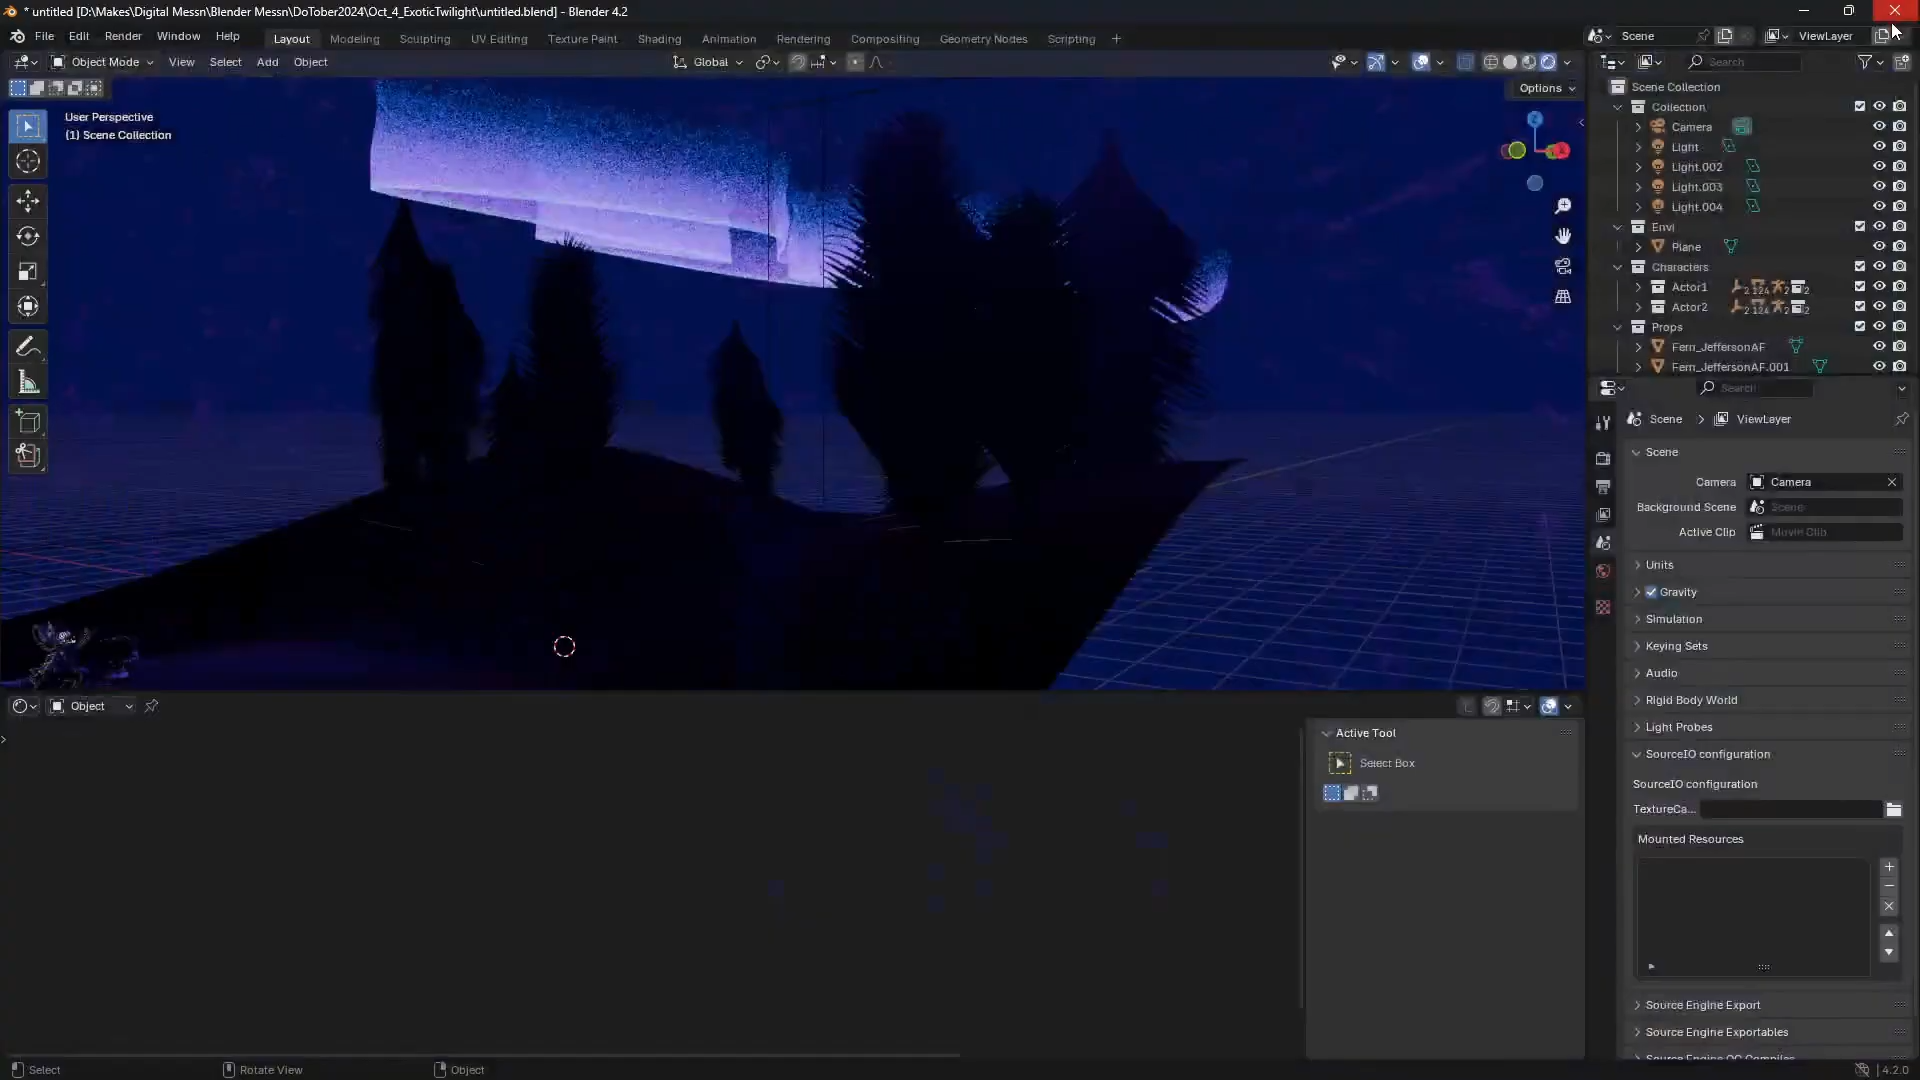 * untitled [D:\Makes\Digital Messn\Blender Messn\DoTober2024\Oct_4_ExoticTwilight\untitled.blend] - Blender 4.2
File Edit Render Window Help Layout Modeling Sculpting UV Editing Texture Paint Shading Animation Rendering Compositing Geometry Nodes Scripting + Scene ViewLayer
Object Mode View Select Add Object Global Search
Options
User Perspective
(1) Scene Collection
Scene Collection
Collection
Camera
Light
Light.002
Light.003
Light.004
Envi
Plane
Characters
Actor1
Actor2
Props
Fern_JeffersonAF
Fern_JeffersonAF.001
Search
Scene > ViewLayer
Scene
Camera Camera
Background Scene Scene
Active Clip Movie Clip
Units
Gravity
Simulation
Keying Sets
Audio
Rigid Body World
Light Probes
SourceIO configuration
SourceIO configuration
TextureCa...
Mounted Resources
Source Engine Export
Source Engine Exportables
Object
Active Tool
Select Box
Select Rotate View Object 4.2.0